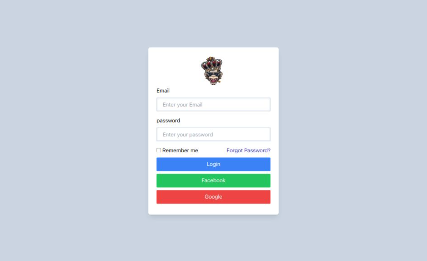 Email
Enter your Email
password
Enter your password
Remember me
Forgot Password?
Login
Facebook
Google